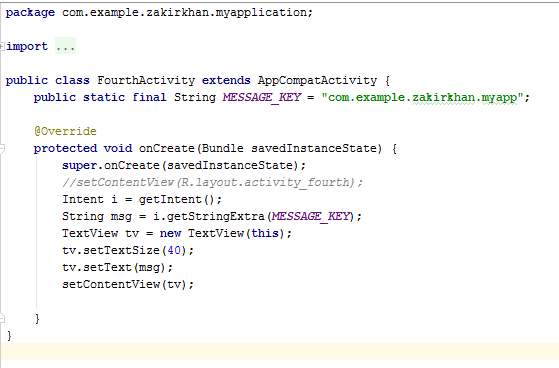 package com.example.zakirkhan.myapplication;
import ...
public class FourthActivity extends AppCompatActivity {
public static final String MESSAGE_KEY = "com.example.zakirkhan.myapp";
@Override
protected void onCreate(Bundle savedInstanceState) {
super.onCreate(savedInstanceState);
//setContentView(R.layout.activity_fourth);
Intent i = getIntent();
String msg = i.getStringExtra(MESSAGE_KEY);
TextView tv = new TextView(this);
tv.setTextSize(40);
tv.setText(msg);
setContentView(tv);
}
}